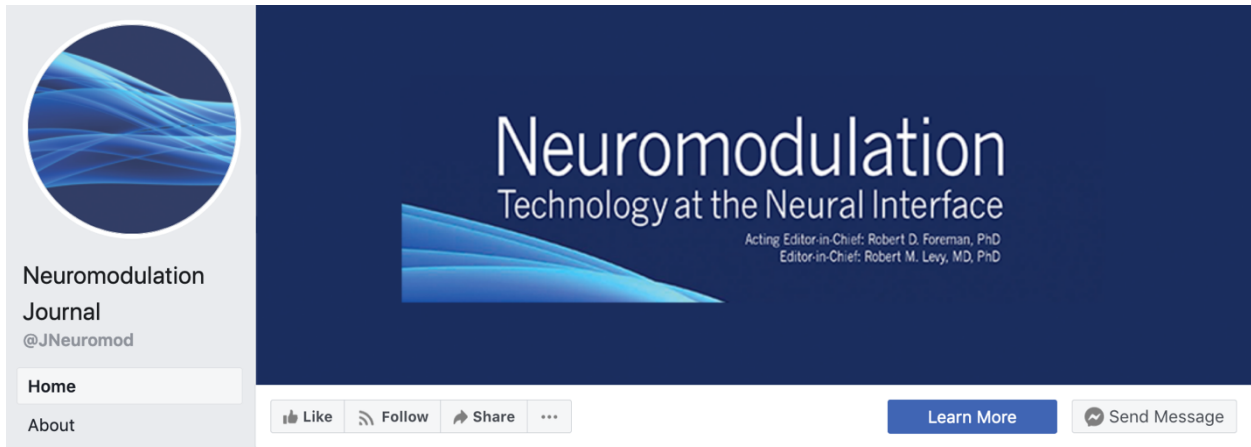 Neuromodulation
Technology at the Neural Interface
Acting Editor-in-Chief: Robert D. Foreman, PhD
Editor-in-Chief: Robert M. Levy, MD, PhD
Neuromodulation
Journal
@JNeuromod
Home
About
Like Follow Share ...
Learn More Send Message